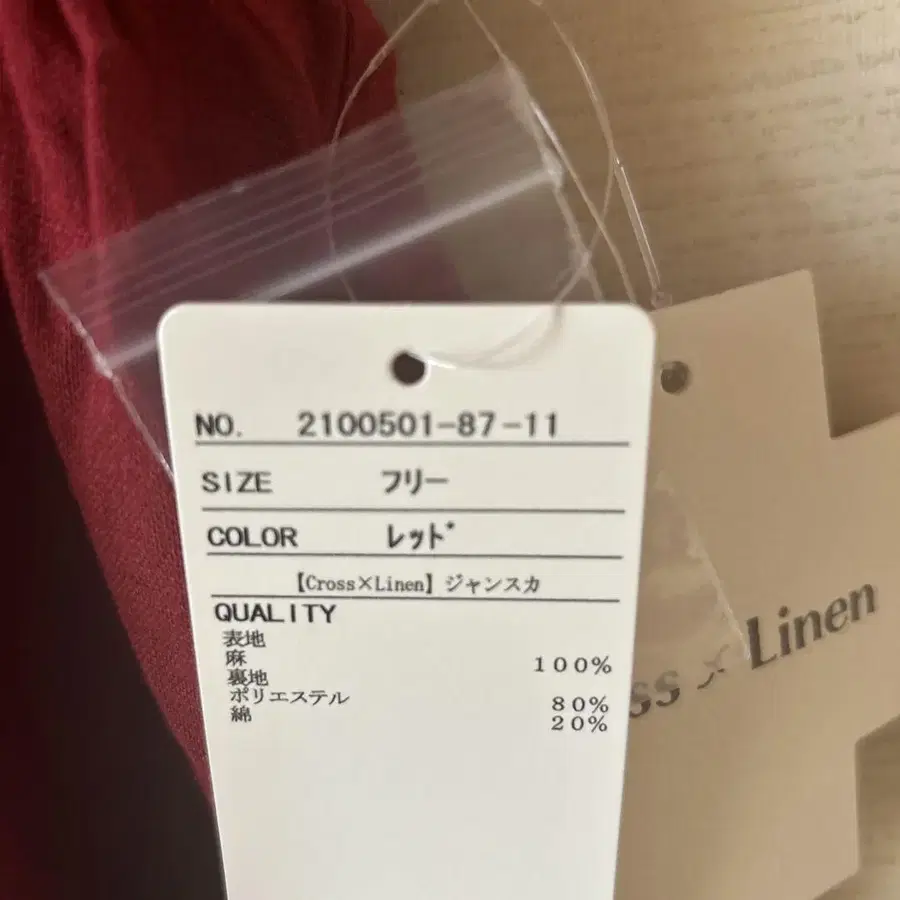 NO. 2100501-87-11
SIZE フリー
COLOR レッド
【Cross×Linen】ジャンスカ
QUALITY
表地
麻 100%
裏地
ポリエステル 80%
綿 20%
ss × Linen